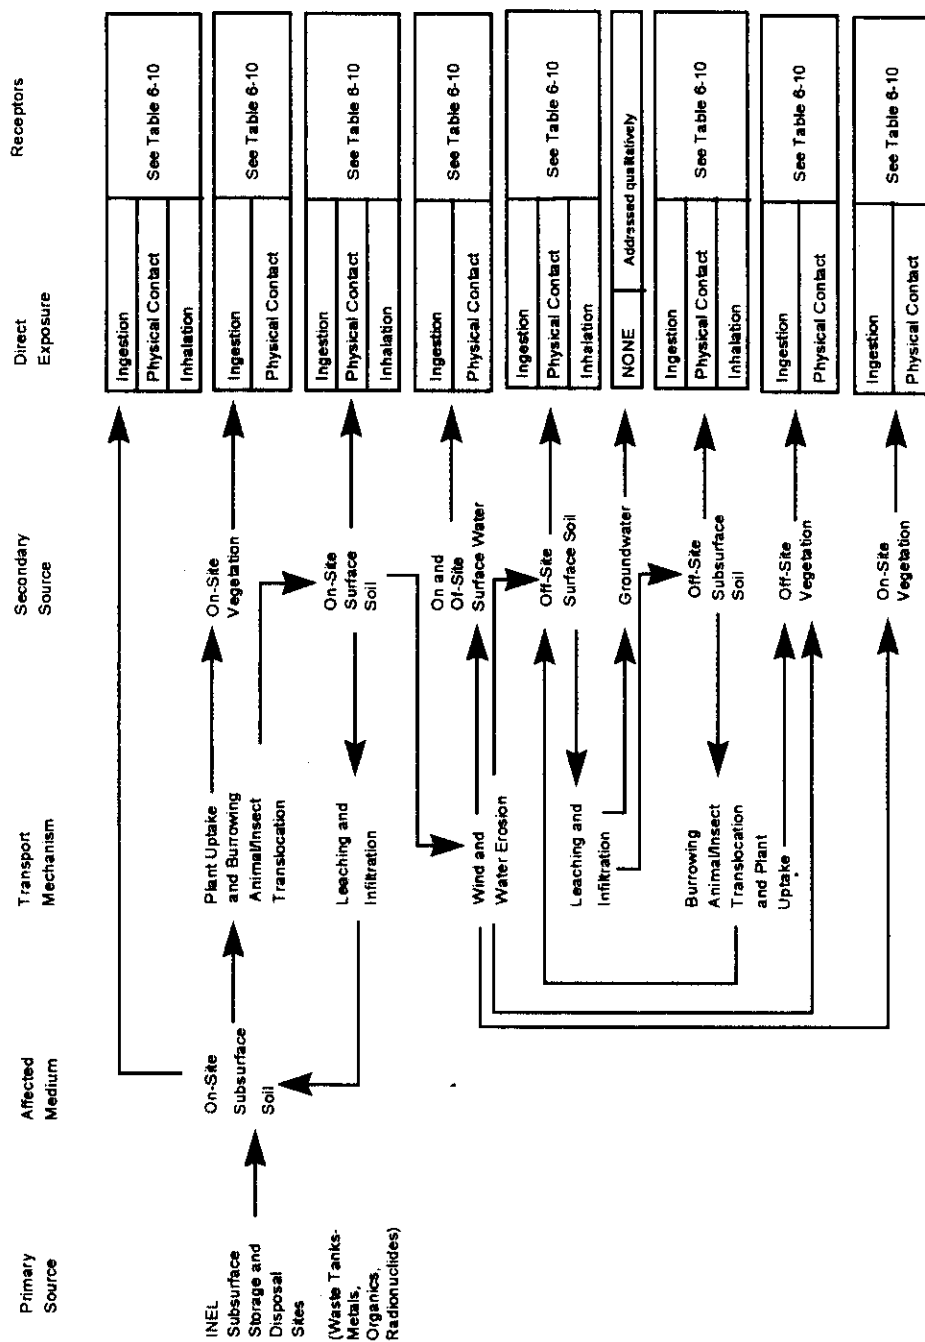 Primary
Source
Affected
Medium
Transport
Mechanism
Secondary
Source
Direct
Exposure
Receptors
INEL
Subsurface
Storage and
Disposal
Sites
(Waste Tanks-
Metals,
Organics,
Radionuclides)
On-Site
Subsurface
Soil
Plant Uptake
and Burrowing
Animal/Insect
Translocation
Leaching and
Infiltration
Wind and
Water Erosion
Leaching and
Infiltration
Burrowing
Animal/Insect
Translocation
and Plant
Uptake
On-Site
Vegetation
On-Site
Surface
Soil
On and
Of-Site
Surface Water
Off-Site
Surface Soil
Groundwater
Off-Site
Subsurface
Soil
Off-Site
Vegetation
On-Site
Vegetation
Ingestion
Physical Contact
Inhalation
See Table 6-10
Ingestion
Physical Contact
See Table 6-10
Ingestion
Physical Contact
Inhalation
See Table 6-10
Ingestion
Physical Contact
See Table 6-10
Ingestion
Physical Contact
Inhalation
See Table 6-10
NONE
Addressed qualitatively
Ingestion
Physical Contact
Inhalation
See Table 6-10
Ingestion
Physical Contact
See Table 6-10
Ingestion
Physical Contact
See Table 6-10